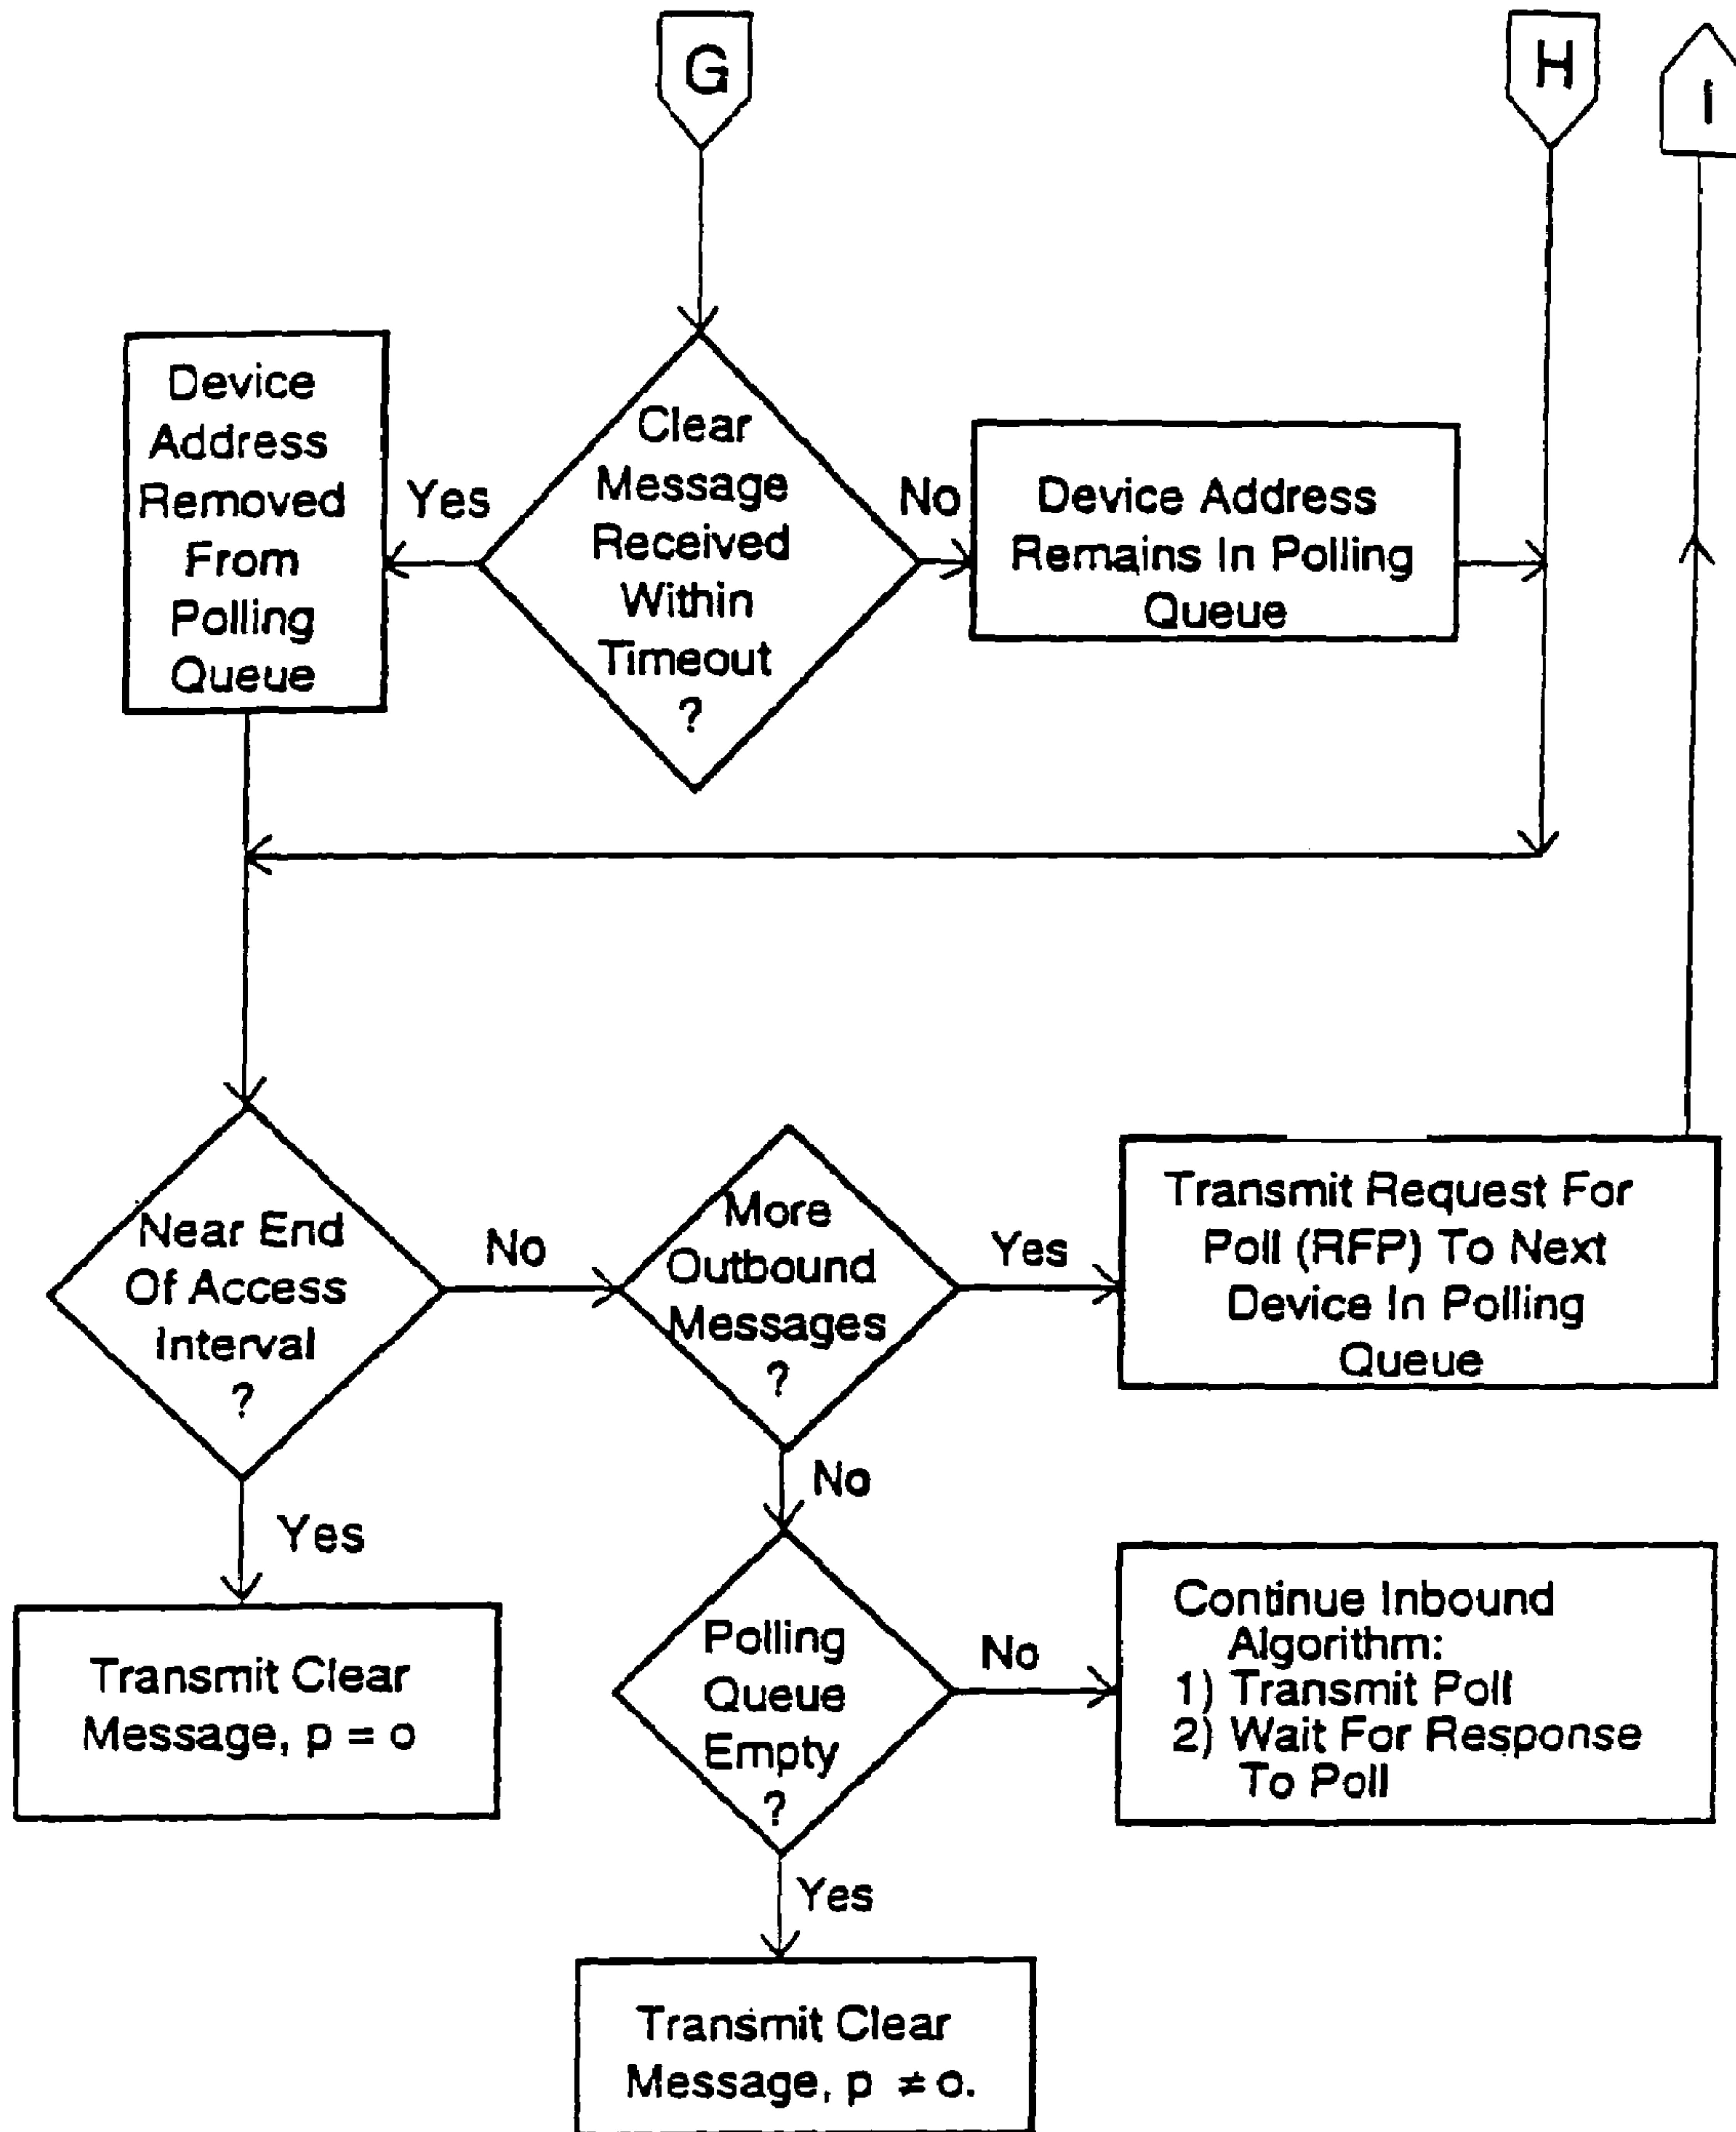 G
H
I
Device
Address
Removed
From
Polling
Queue
Yes
Clear
Message
Received
Within
Timeout
?
No
Device Address
Remains In Polling
Queue
Near End
Of Access
Interval
?
No
More
Outbound
Messages
?
Yes
Transmit Request For
Poll (RFP) To Next
Device In Polling
Queue
Yes
No
Transmit Clear
Message, p = o
Polling
Queue
Empty
?
No
Continue Inbound
Algorithm:
1) Transmit Poll
2) Wait For Response
To Poll
Yes
Transmit Clear
Message, p ≠ o.